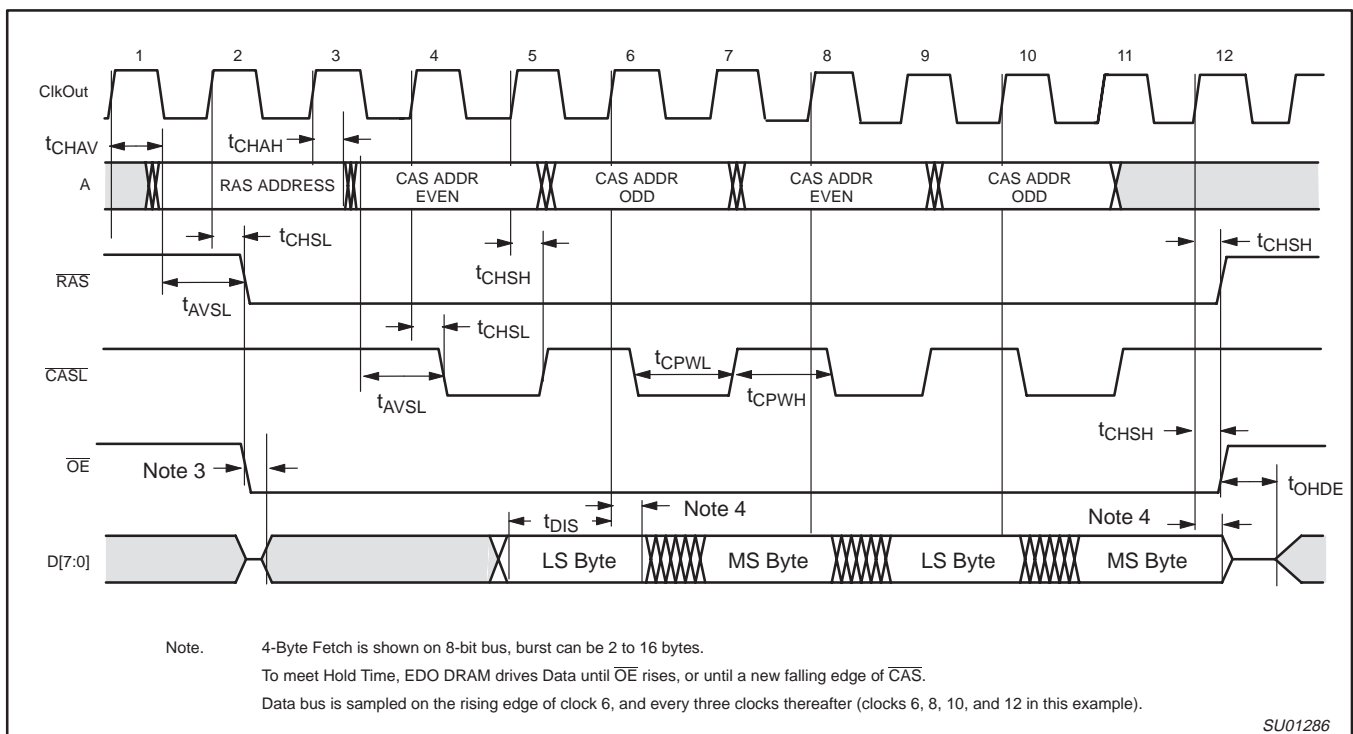 1 2 3 4 5 6 7 8 9 10 11 12
ClkOut
tCHAV
tCHAH
A
RAS ADDRESS
CAS ADDR
EVEN
CAS ADDR
ODD
CAS ADDR
EVEN
CAS ADDR
ODD
tCHSL
tCHSH
tCHSH
RAS
tAVSL
tCHSL
CASL
tCPWL
tAVSL
tCPWH
tCHSH
OE
Note 3
tOHDE
Note 4
tDIS
Note 4
D[7:0]
LS Byte
MS Byte
LS Byte
MS Byte
Note. 4-Byte Fetch is shown on 8-bit bus, burst can be 2 to 16 bytes.
To meet Hold Time, EDO DRAM drives Data until OE rises, or until a new falling edge of CAS.
Data bus is sampled on the rising edge of clock 6, and every three clocks thereafter (clocks 6, 8, 10, and 12 in this example).
SU01286